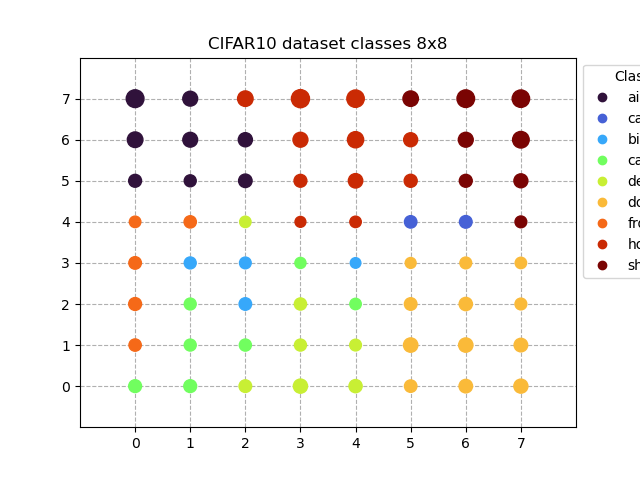 CIFAR10 dataset classes 8x8
Clas
ai
ca
bi
ca
de
do
fro
ho
sh
7
6
5
4
3
2
1
0
0 1 2 3 4 5 6 7